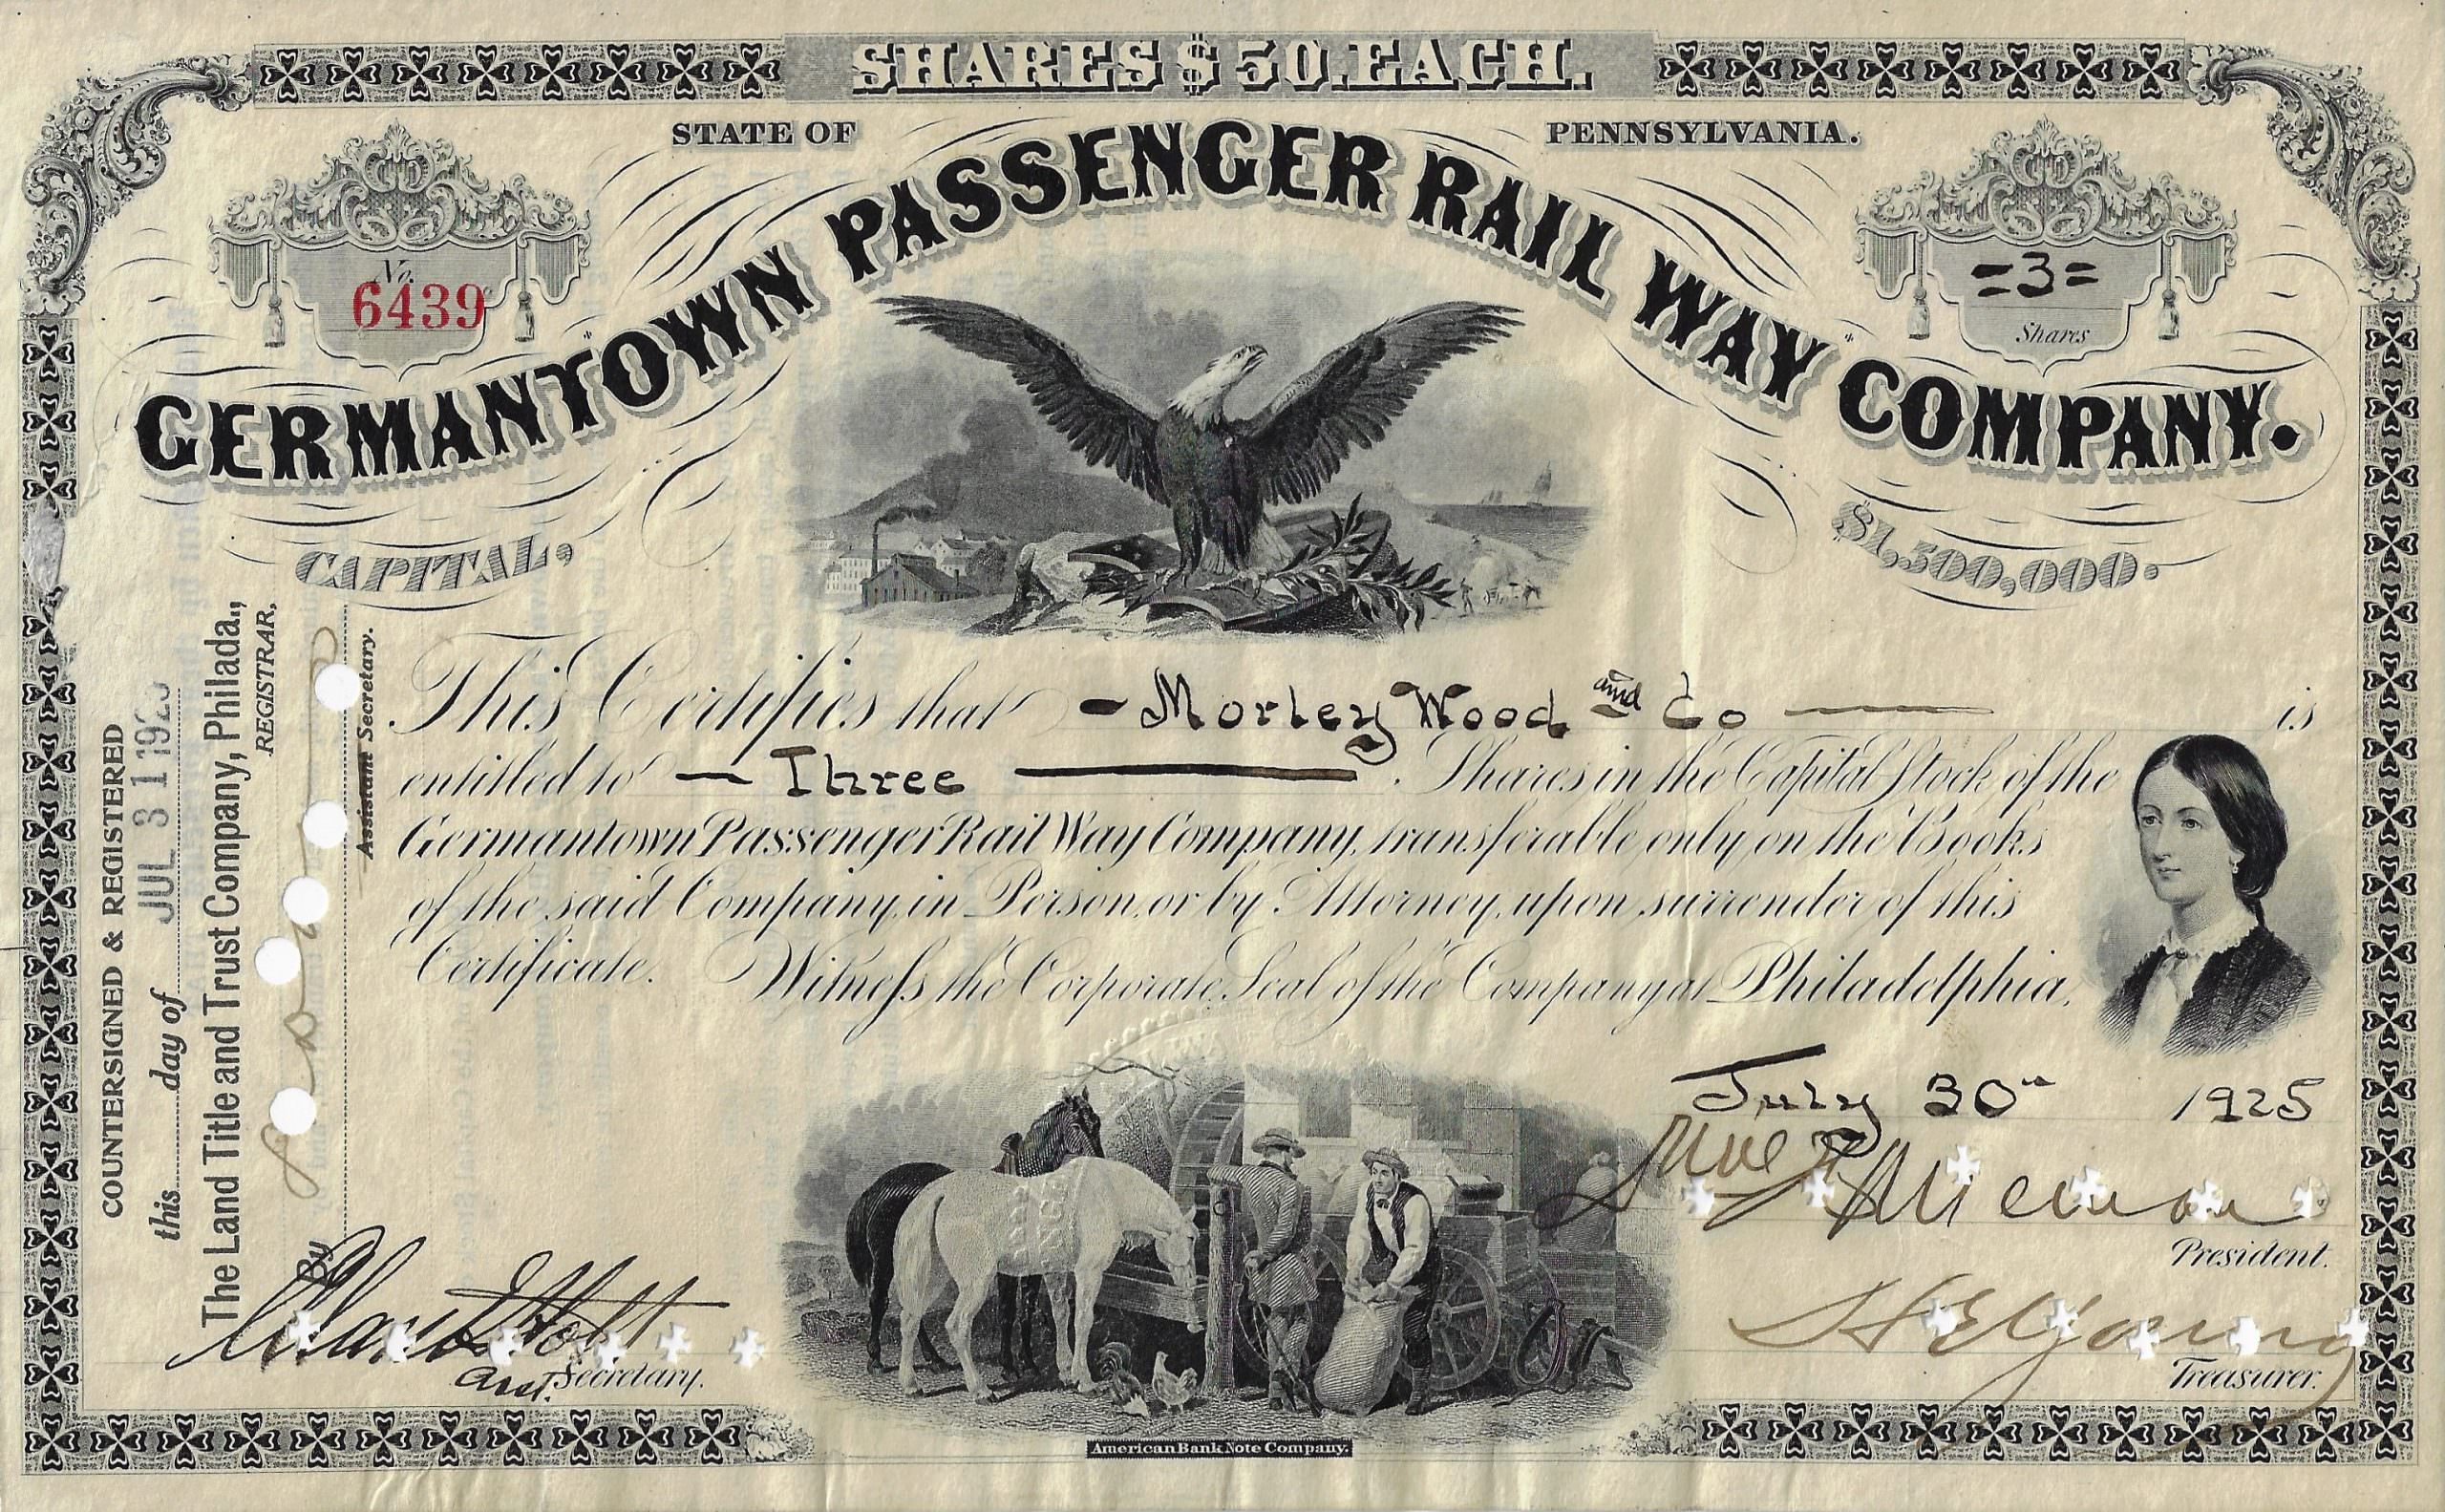 SHARES $50. EACH.
STATE OF PENNSYLVANIA.
No. 6439
=3=
Shares
GERMANTOWN PASSENGER RAIL WAY COMPANY.
CAPITAL, $1,500,000.
This Certifies that - Morley Wood and Co — is
entitled to — Three — Shares in the Capital Stock of the
Germantown Passenger Rail Way Company, transferable only on the Books
of the said Company, in Person, or by Attorney, upon surrender of this
Certificate. Witness the Corporate Seal of the Company at Philadelphia,
July 30th 1925
President.
H E Young
Treasurer.
Asst. Secretary.
American Bank Note Company.
COUNTERSIGNED & REGISTERED
this day of JUL 31 192
The Land Title and Trust Company, Philada.,
REGISTRAR,
By
Assistant Secretary.